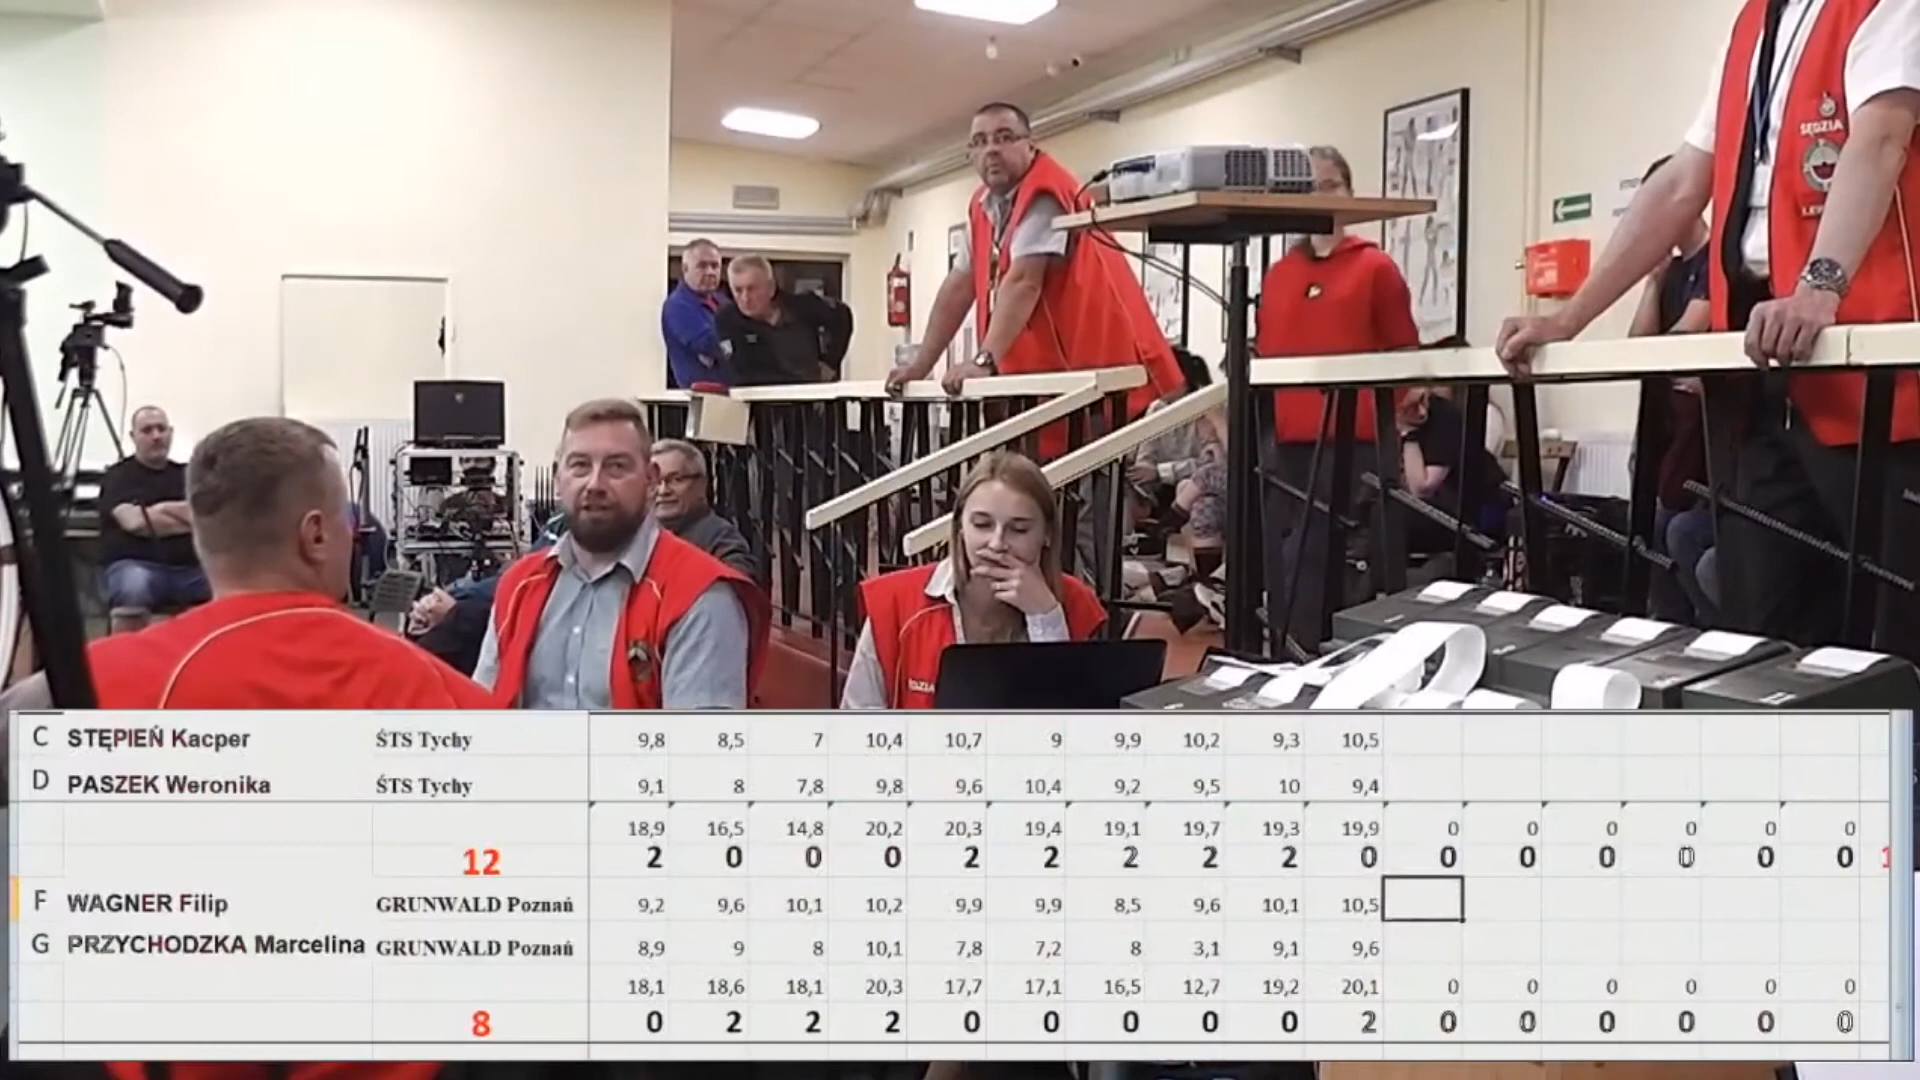 SĘDZIA
C STĘPIEŃ Kacper ŚTS Tychy 9,8 8,5 7 10,4 10,7 9 9,9 10,2 9,3 10,5
D PASZEK Weronika ŚTS Tychy 9,1 8 7,8 9,8 9,6 10,4 9,2 9,5 10 9,4
18,9 16,5 14,8 20,2 20,3 19,4 19,1 19,7 19,3 19,9 0 0 0 0 0 0
12 2 0 0 0 2 2 2 2 2 0 0 0 0 0 0 0 1
F WAGNER Filip GRUNWALD Poznań 9,2 9,6 10,1 10,2 9,9 9,9 8,5 9,6 10,1 10,5
G PRZYCHODZKA Marcelina GRUNWALD Poznań 8,9 9 8 10,1 7,8 7,2 8 3,1 9,1 9,6
18,1 18,6 18,1 20,3 17,7 17,1 16,5 12,7 19,2 20,1 0 0 0 0 0 0
8 0 2 2 2 0 0 0 0 0 2 0 0 0 0 0 0